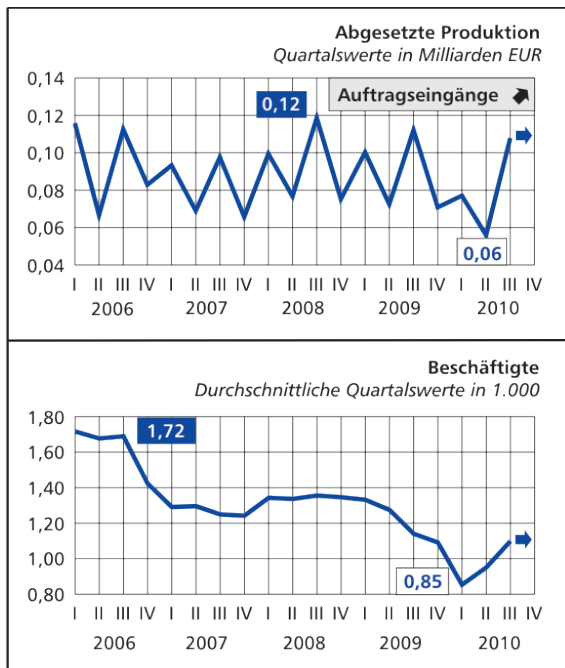 Abgesetzte Produktion
Quartalswerte in Milliarden EUR
0,14
Auftragseingänge
0,12
0,12
0,10
0,08
0,06
0,06
0,04
I II III IV I II III IV I II III IV I II III IV I II III IV
2006 2007 2008 2009 2010
Beschäftigte
Durchschnittliche Quartalswerte in 1.000
1,80
1,72
1,60
1,40
1,20
1,00
0,85
0,80
I II III IV I II III IV I II III IV I II III IV I II III IV
2006 2007 2008 2009 2010